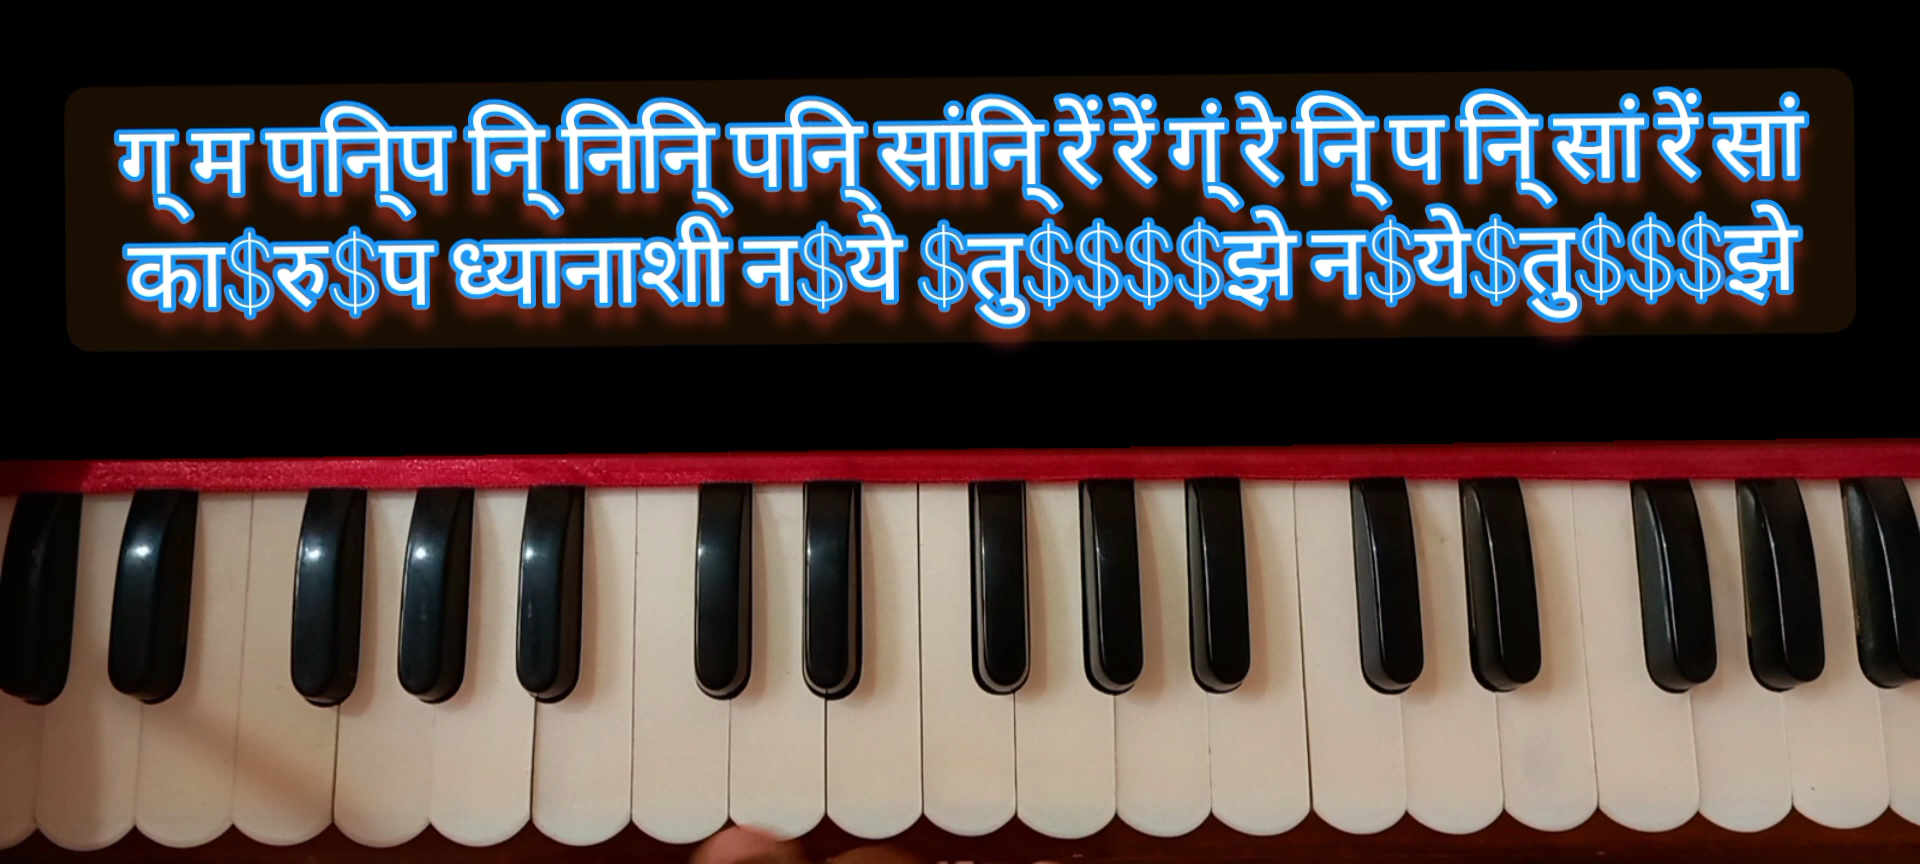 ग् म पनि्प नि् निनि् पनि् सांनि् रें रें गं् रे नि् प नि् सां रें सां
का$रु$प ध्यानाशी न$ये $तु$$$$झे न$ये$तु$$$झे